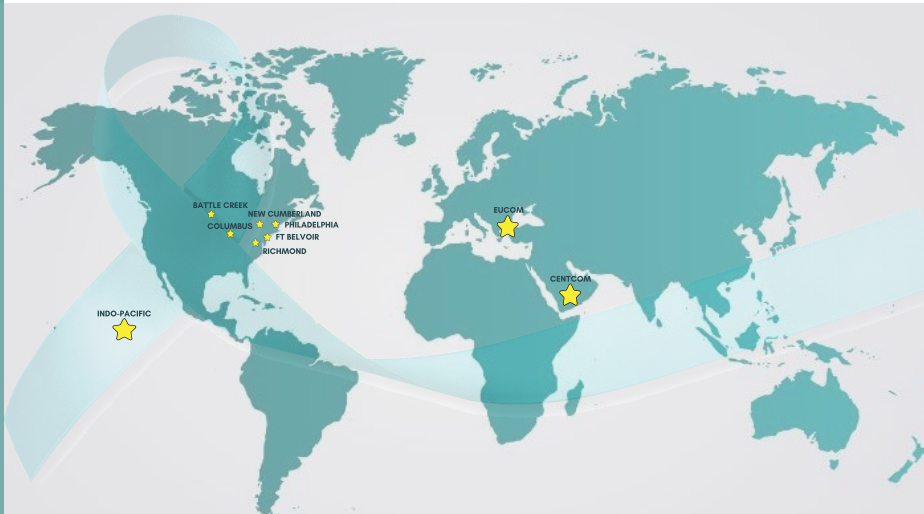 BATTLE CREEK
NEW CUMBERLAND
COLUMBUS
PHILADELPHIA
FT BELVOIR
RICHMOND
EUCOM
CENTCOM
INDO-PACIFIC